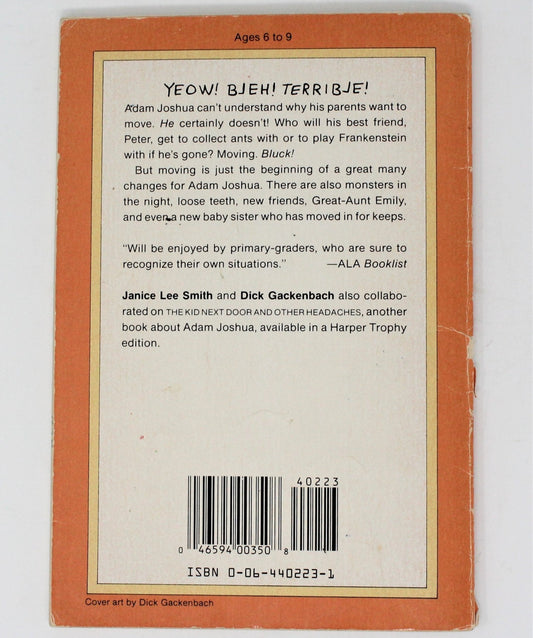 Ages 6 to 9
YEOW! BLEH! TERRIBLE!
Adam Joshua can't understand why his parents want to
move. He certainly doesn't! Who will his best friend,
Peter, get to collect ants with or to play Frankenstein
with if he's gone? Moving. Bluck!
But moving is just the beginning of a great many
changes for Adam Joshua. There are also monsters in
the night, loose teeth, new friends, Great-Aunt Emily,
and even a new baby sister who has moved in for keeps.
"Will be enjoyed by primary-graders, who are sure to
recognize their own situations." —ALA Booklist
Janice Lee Smith and Dick Gackenbach also collabo-
rated on THE KID NEXT DOOR AND OTHER HEADACHES, another
book about Adam Joshua, available in a Harper Trophy
edition.
40223
0 46594 00350 8
ISBN 0-06-440223-1
Cover art by Dick Gackenbach